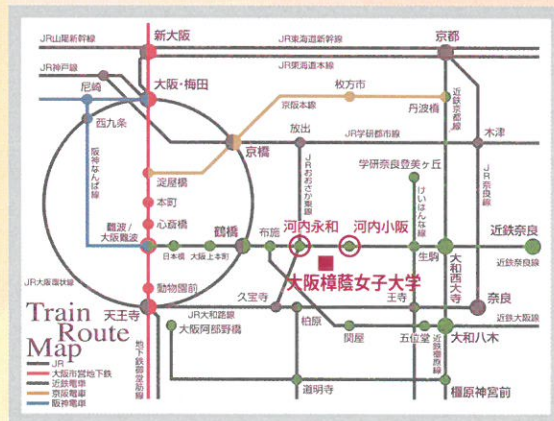 JR山陽新幹線
新大阪
JR東海道新幹線
京都
JR神戸線
JR東海道本線
尼崎
大阪・梅田
枚方市
京阪本線
丹波橋
近鉄京都線
西九条
京橋
放出
JR学研都市線
木津
阪神なんば線
淀屋橋
学研奈良登美ヶ丘
JRおおさか東線
けいはんな線
JR奈良線
本町
心斎橋
難波/
大阪難波
鶴橋
布施
河内永和
河内小阪
近鉄奈良
日本橋
大阪上本町
生駒
大和西大寺
近鉄奈良線
大阪樟蔭女子大学
JR大阪環状線
動物園前
天王寺
久宝寺
王寺
奈良
JR大和路線
近鉄大阪線
Train
Route
Map
大阪阿部野橋
柏原
関屋
五位堂
大和八木
地下鉄御堂筋線
近鉄橿原線
JR
大阪市営地下鉄
近鉄電車
京阪電車
阪神電車
道明寺
橿原神宮前